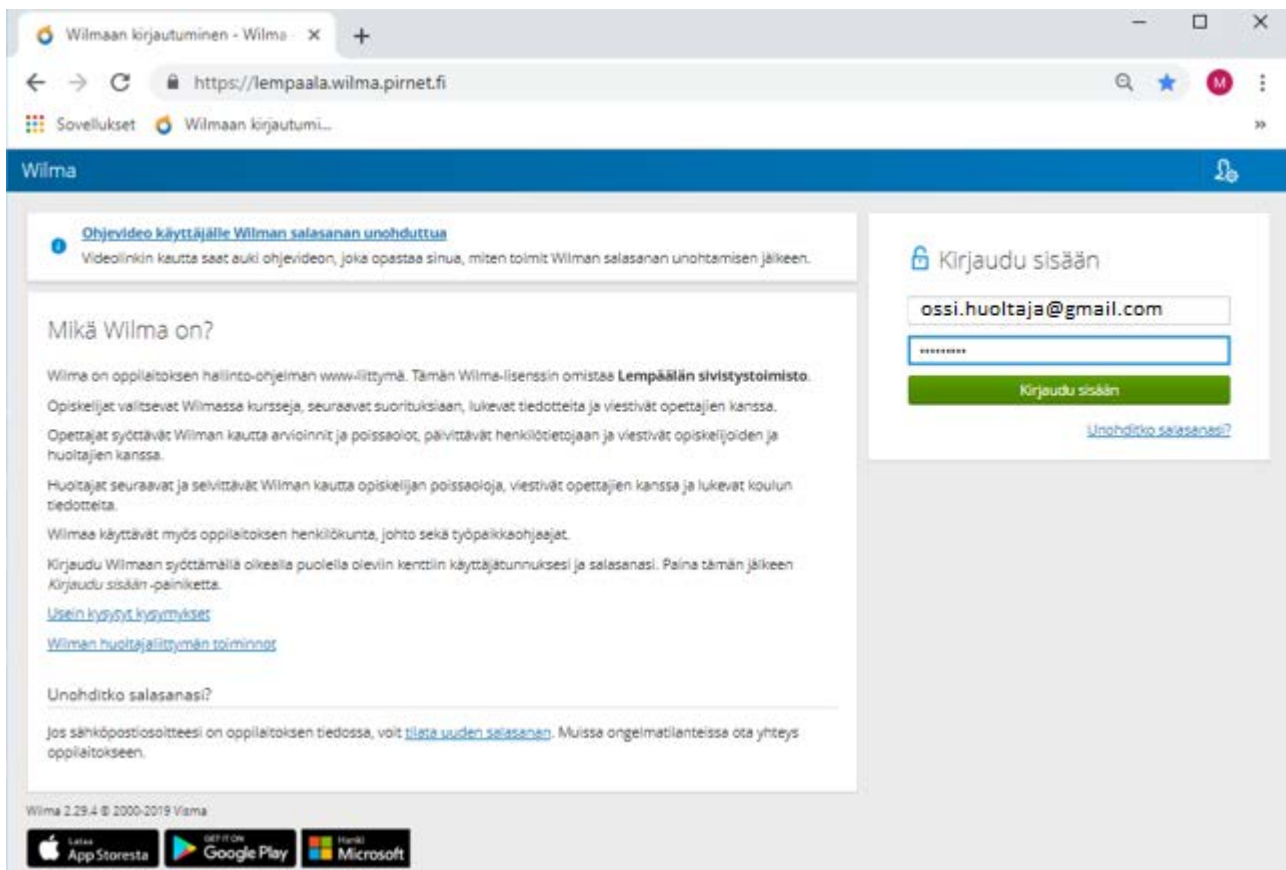 Wilmaan kirjautuminen - Wilma
https://lempaala.wilma.pirnet.fi
M
Sovellukset Wilmaan kirjautumi...
Wilma
Ohjevideo käyttäjälle Wilman salasanan unohduttua
Videolinkin kautta saat auki ohjevideon, joka opastaa sinua, miten toimit Wilman salasanan unohtamisen jälkeen.
Mikä Wilma on?
Wilma on oppilaitoksen hallinto-ohjelman www-liittymä. Tämän Wilma-lisenssin omistaa Lempäälän sivistystoimisto.
Opiskelijat valitsevat Wilmassa kursseja, seuraavat suorituksiaan, lukevat tiedotteita ja viestivät opettajien kanssa.
Opettajat syöttävät Wilman kautta arvioinnit ja poissaolot, päivittävät henkilötietojaan ja viestivät opiskelijoiden ja
huoltajien kanssa.
Huoltajat seuraavat ja selvittävät Wilman kautta opiskelijan poissaoloja, viestivät opettajien kanssa ja lukevat koulun
tiedotteita.
Wilmaa käyttävät myös oppilaitoksen henkilökunta, johto sekä työpaikkaohjaajat.
Kirjaudu Wilmaan syöttämällä oikealla puolella oleviin kenttiin käyttäjätunnuksesi ja salasanasi. Paina tämän jälkeen
Kirjaudu sisään -painiketta.
Usein kysytyt kysymykset
Wilman huoltajaliittymän toiminnot
Unohditko salasanasi?
Jos sähköpostiosoitteesi on oppilaitoksen tiedossa, voit tilata uuden salasanan. Muissa ongelmatilanteissa ota yhteys
oppilaitokseen.
Kirjaudu sisään
ossi.huoltaja@gmail.com
•••••••••
Kirjaudu sisään
Unohditko salasanasi?
Wilma 2.29.4 © 2000-2019 Visma
Lataa
App Storesta
GET IT ON
Google Play
Hanki
Microsoft